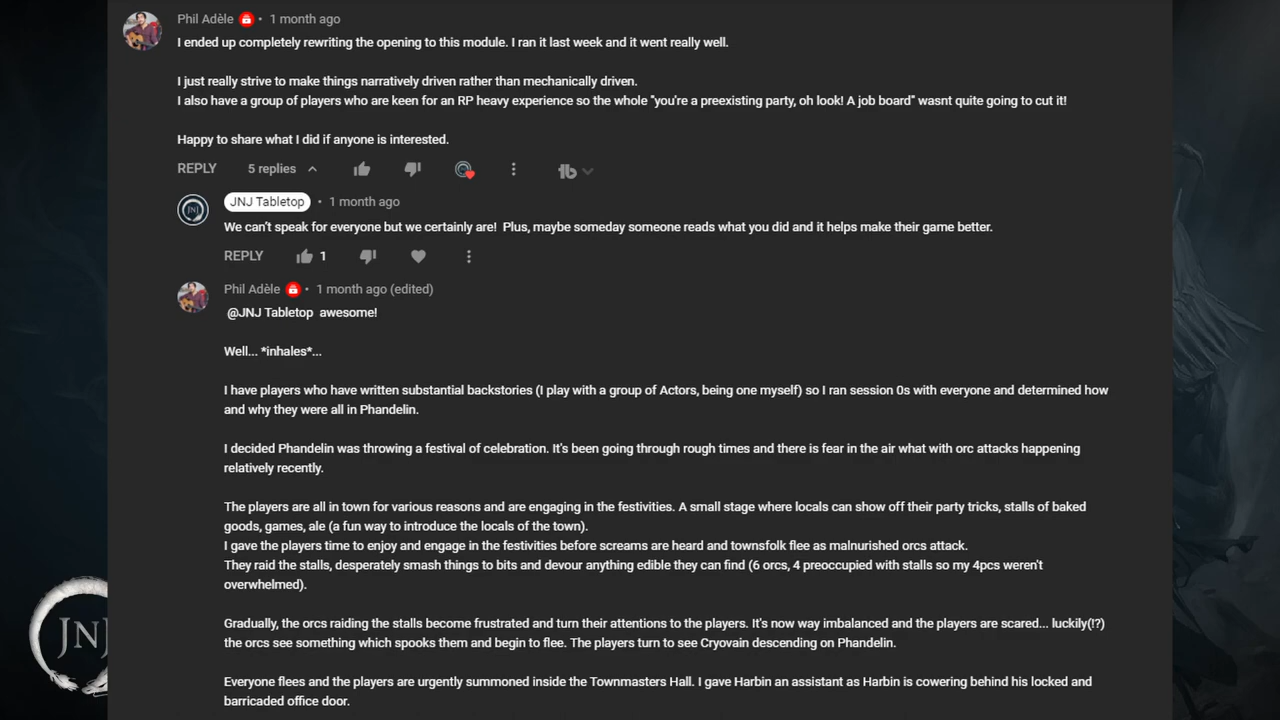 Phil Adèle • 1 month ago
I ended up completely rewriting the opening to this module. I ran it last week and it went really well.
I just really strive to make things narratively driven rather than mechanically driven.
I also have a group of players who are keen for an RP heavy experience so the whole "you're a preexisting party, oh look! A job board" wasnt quite going to cut it!
Happy to share what I did if anyone is interested.
REPLY 5 replies
JNJ
JNJ Tabletop • 1 month ago
We can't speak for everyone but we certainly are! Plus, maybe someday someone reads what you did and it helps make their game better.
REPLY 1
Phil Adèle • 1 month ago (edited)
@JNJ Tabletop awesome!
Well... *inhales*...
I have players who have written substantial backstories (I play with a group of Actors, being one myself) so I ran session 0s with everyone and determined how
and why they were all in Phandelin.
I decided Phandelin was throwing a festival of celebration. It's been going through rough times and there is fear in the air what with orc attacks happening
relatively recently.
The players are all in town for various reasons and are engaging in the festivities. A small stage where locals can show off their party tricks, stalls of baked
goods, games, ale (a fun way to introduce the locals of the town).
I gave the players time to enjoy and engage in the festivities before screams are heard and townsfolk flee as malnurished orcs attack.
They raid the stalls, desperately smash things to bits and devour anything edible they can find (6 orcs, 4 preoccupied with stalls so my 4pcs weren't
overwhelmed).
Gradually, the orcs raiding the stalls become frustrated and turn their attentions to the players. It's now way imbalanced and the players are scared... luckily(!?)
the orcs see something which spooks them and begin to flee. The players turn to see Cryovain descending on Phandelin.
Everyone flees and the players are urgently summoned inside the Townmasters Hall. I gave Harbin an assistant as Harbin is cowering behind his locked and
barricaded office door.
JNJ